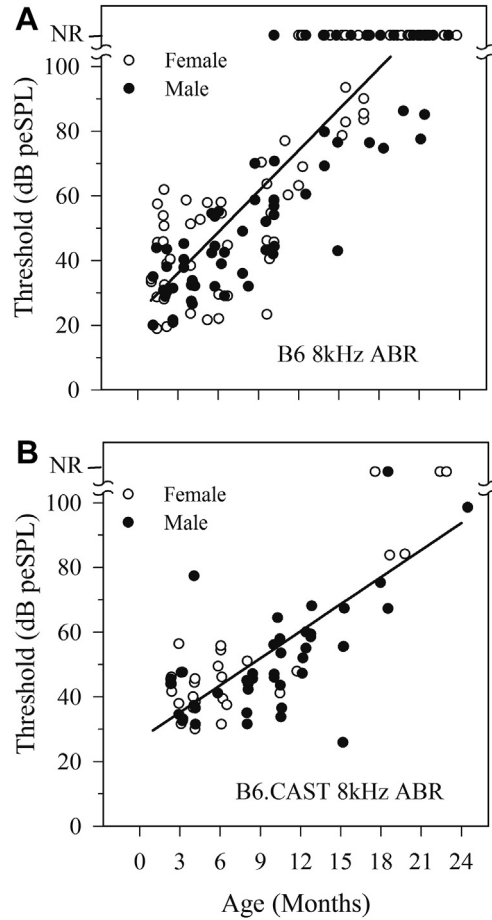 A
NR
Female
Male
100
80
60
40
20
0
Threshold (dB peSPL)
B6 8kHz ABR
B
NR
Female
Male
100
80
60
40
20
0
Threshold (dB peSPL)
B6.CAST 8kHz ABR
0 3 6 9 12 15 18 21 24
Age (Months)